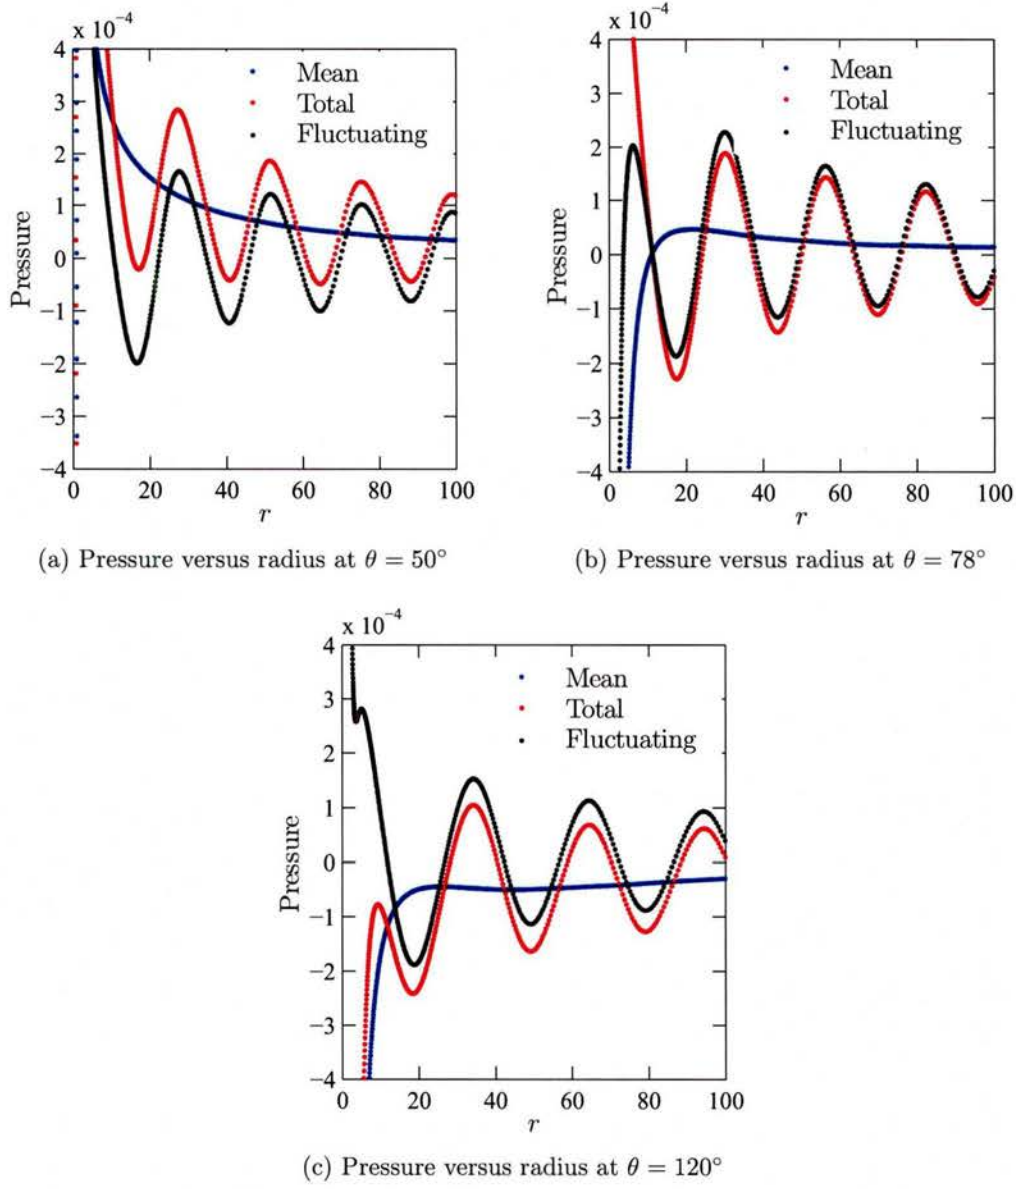 x 10⁻⁴
4
3
2
1
0
−1
−2
−3
−4
Pressure
Mean
Total
Fluctuating
0 20 40 60 80 100
r
(a) Pressure versus radius at θ = 50°
x 10⁻⁴
4
3
2
1
0
−1
−2
−3
−4
Pressure
Mean
Total
Fluctuating
0 20 40 60 80 100
r
(b) Pressure versus radius at θ = 78°
x 10⁻⁴
4
3
2
1
0
−1
−2
−3
−4
Pressure
Mean
Total
Fluctuating
0 20 40 60 80 100
r
(c) Pressure versus radius at θ = 120°